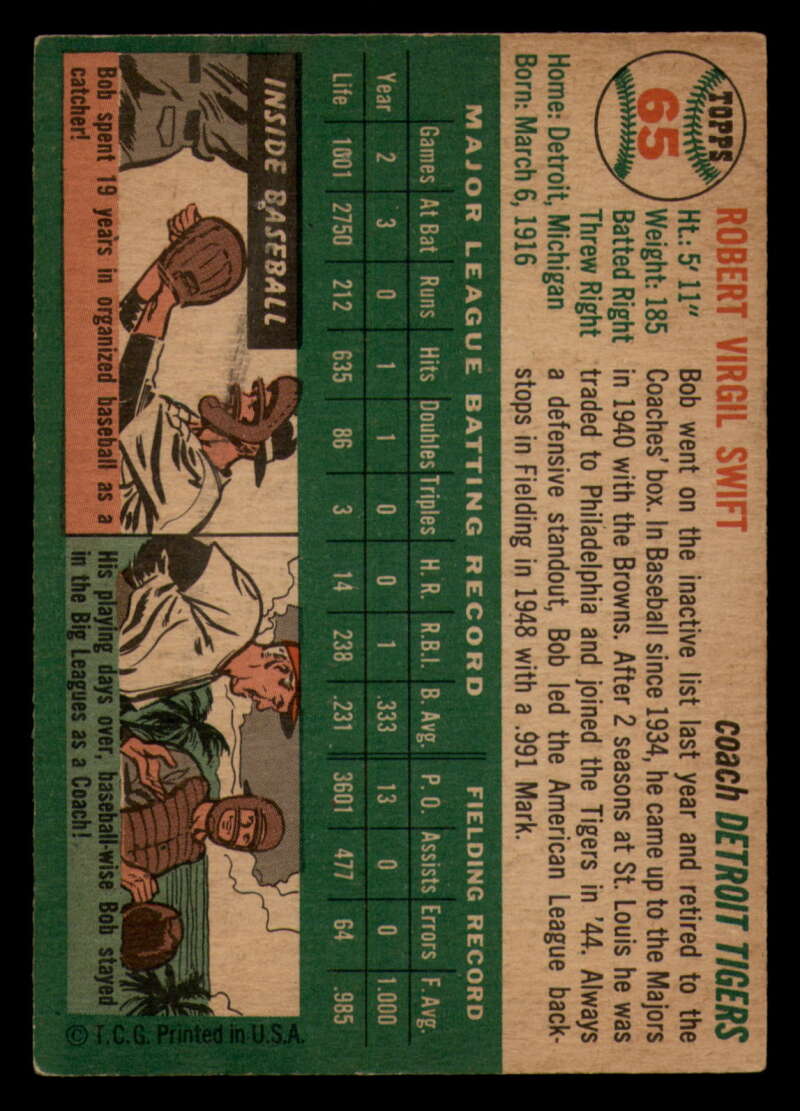 TOPPS
65
ROBERT VIRGIL SWIFT
coach DETROIT TIGERS
Ht.: 5' 11"
Weight: 185
Batted Right
Threw Right
Home: Detroit, Michigan
Born: March 6, 1916
Bob went on the inactive list last year and retired to the
Coaches' box. In Baseball since 1934, he came up to the Majors
in 1940 with the Browns. After 2 seasons at St. Louis he was
traded to Philadelphia and joined the Tigers in '44. Always
a defensive standout, Bob led the American League back-
stops in Fielding in 1948 with a .991 Mark.
MAJOR LEAGUE BATTING RECORD FIELDING RECORD
Games At Bat Runs Hits Doubles Triples H.R. R.B.I. B. Avg. P.O. Assists Errors F. Avg.
Year 2 3 0 1 1 0 0 1 .333 13 0 0 1.000
Life 1001 2750 212 635 86 3 14 238 .231 3601 477 64 .985
INSIDE BASEBALL
Bob spent 19 years in organized baseball as a
catcher!
His playing days over, baseball-wise Bob stayed
in the Big Leagues as a Coach!
© T.C.G. Printed in U.S.A.